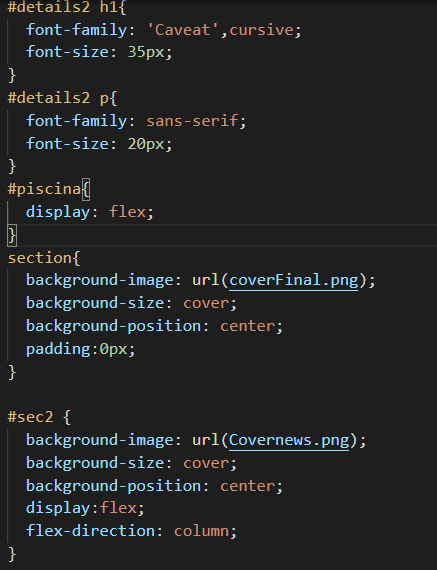 #details2 h1{
font-family: 'Caveat',cursive;
font-size: 35px;
}
#details2 p{
font-family: sans-serif;
font-size: 20px;
}
#piscina{
display: flex;
}
section{
background-image: url(coverFinal.png);
background-size: cover;
background-position: center;
padding:0px;
}
#sec2 {
background-image: url(Covernews.png);
background-size: cover;
background-position: center;
display:flex;
flex-direction: column;
}